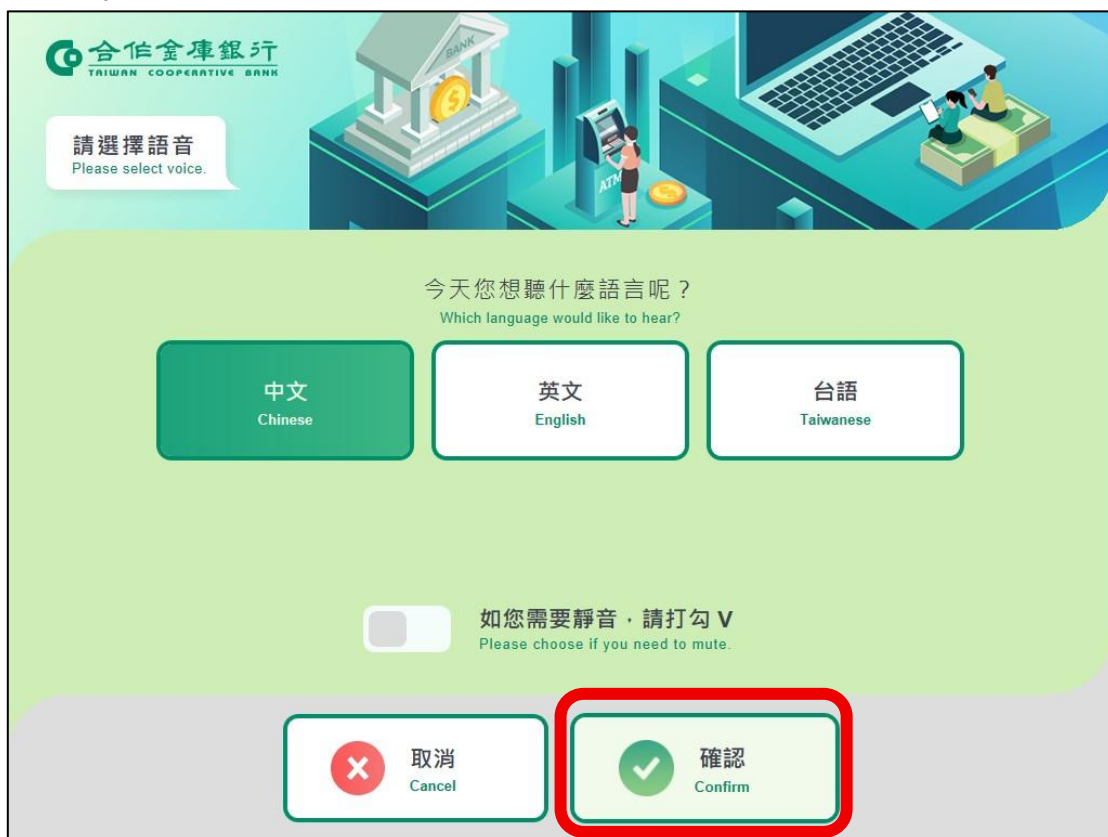 合作金庫銀行
TAIWAN COOPERATIVE BANK
請選擇語音
Please select voice.
BANK
ATM
今天您想聽什麼語言呢？
Which language would like to hear?
中文
Chinese
英文
English
台語
Taiwanese
如您需要靜音，請打勾 V
Please choose if you need to mute.
取消
Cancel
確認
Confirm